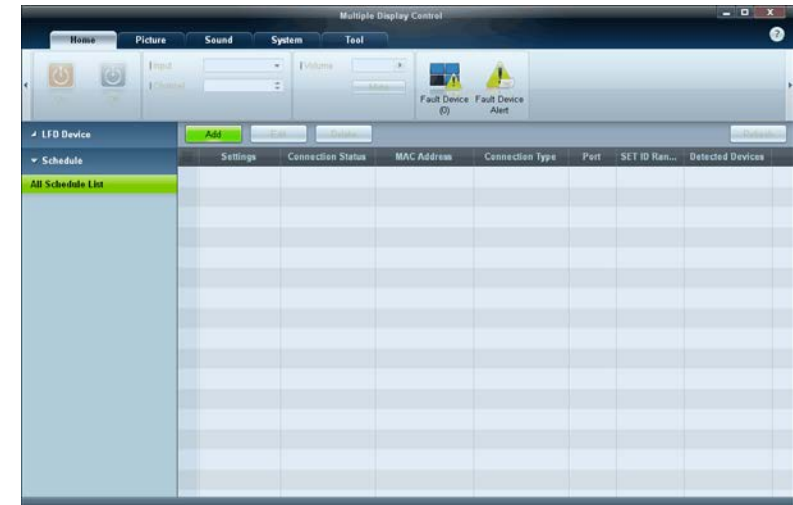 Multiple Display Control
Home Picture Sound System Tool
?
Input
Volume
Channel
Mute
On
Off
Fault Device
(0)
Fault Device
Alert
LFD Device
Add Edit Delete Refresh
Schedule
Settings Connection Status MAC Address Connection Type Port SET ID Ran... Detected Devices
All Schedule List